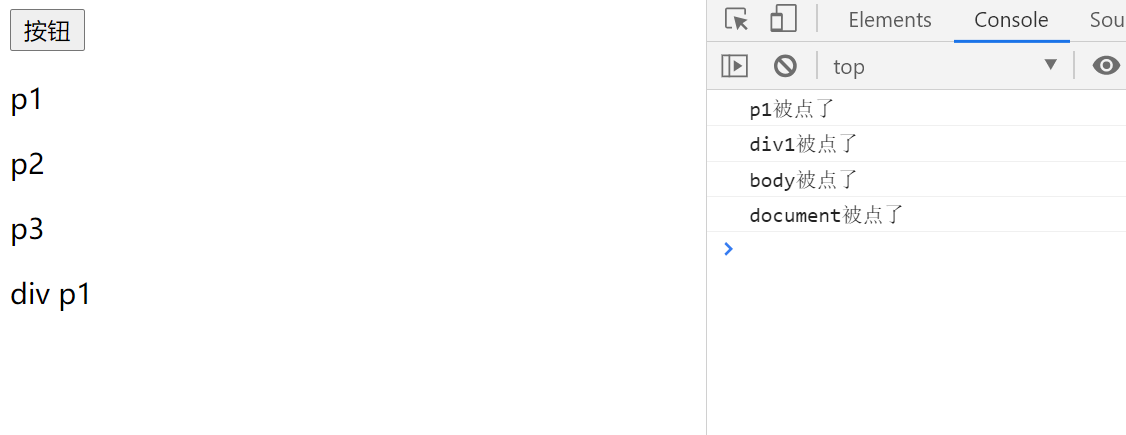 按钮
p1
p2
p3
div p1
Elements Console Sou
top
p1被点了
div1被点了
body被点了
document被点了